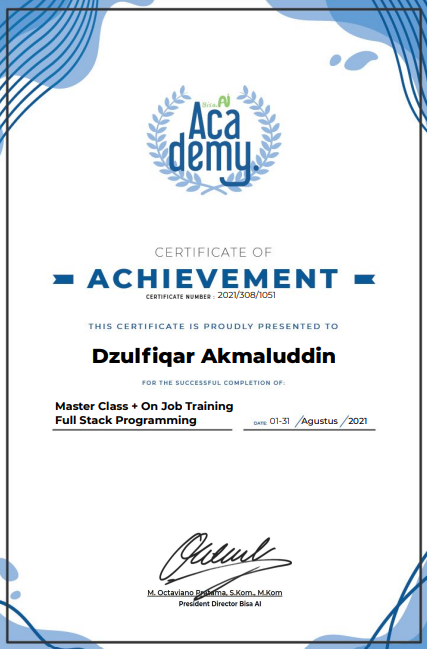 Bisa.AI
Aca
demy.
CERTIFICATE OF
ACHIEVEMENT
CERTIFICATE NUMBER : 2021/308/1051
THIS CERTIFICATE IS PROUDLY PRESENTED TO
Dzulfiqar Akmaluddin
FOR THE SUCCESSFUL COMPLETION OF:
Master Class + On Job Training
Full Stack Programming
DATE: 01-31 /Agustus /2021
M. Octaviano Pratama, S.Kom., M.Kom
President Director Bisa AI